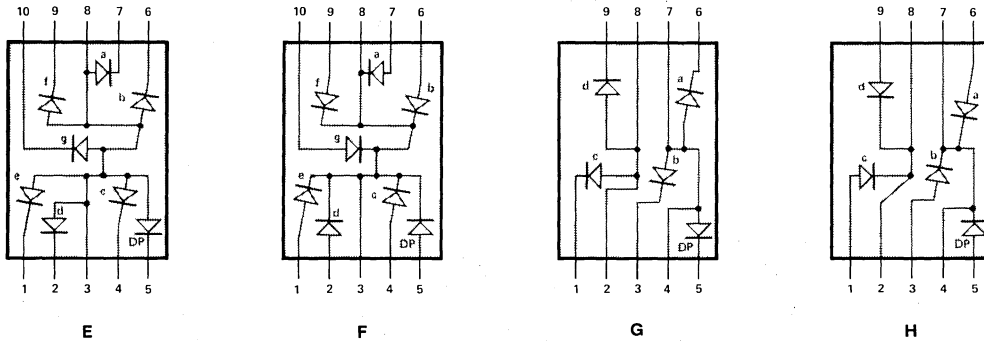 10 9 8 7 6 10 9 8 7 6 9 8 7 6 9 8 7 6
a a
f b f b d a d a
g g
c b c b
e c e c
d d
DP DP DP DP
1 2 3 4 5 1 2 3 4 5 1 2 3 4 5 1 2 3 4 5
E F G H